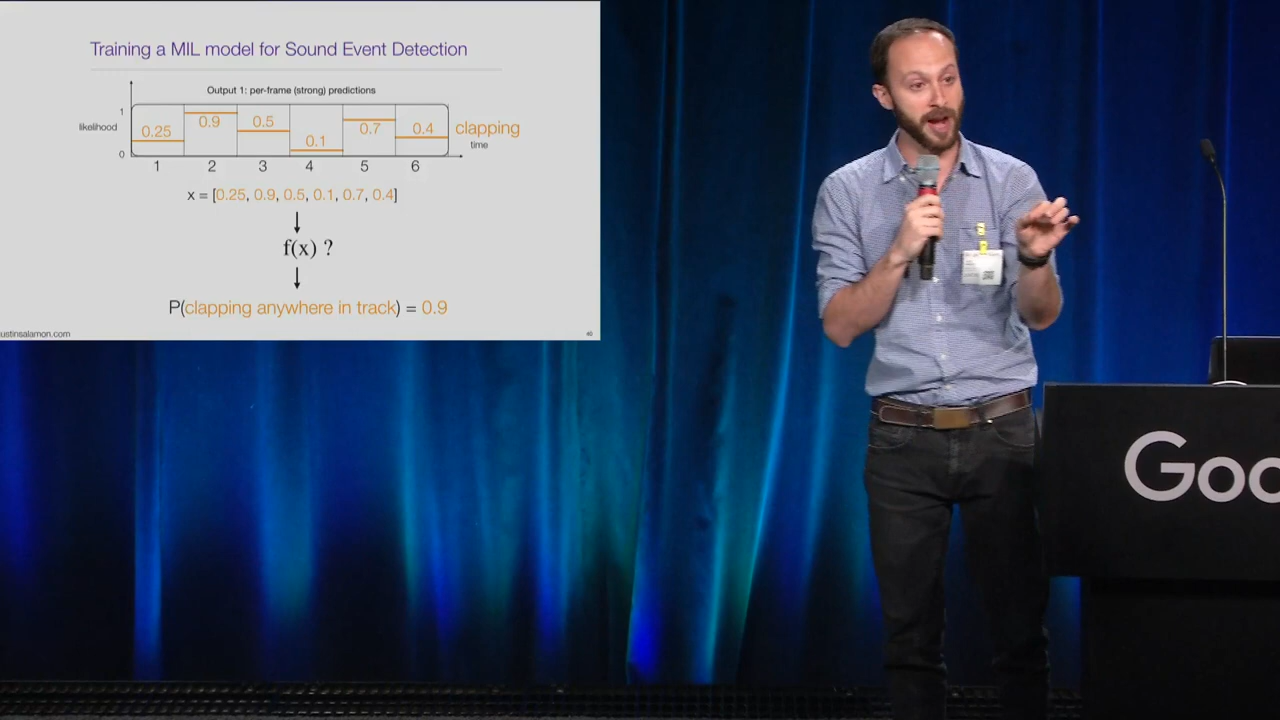 Training a MIL model for Sound Event Detection
Output 1: per-frame (strong) predictions
1
likelihood
0
0.25
0.9
0.5
0.1
0.7
0.4
clapping
time
1 2 3 4 5 6
x = [0.25, 0.9, 0.5, 0.1, 0.7, 0.4]
f(x) ?
P(clapping anywhere in track) = 0.9
ustinsalamon.com
Goo